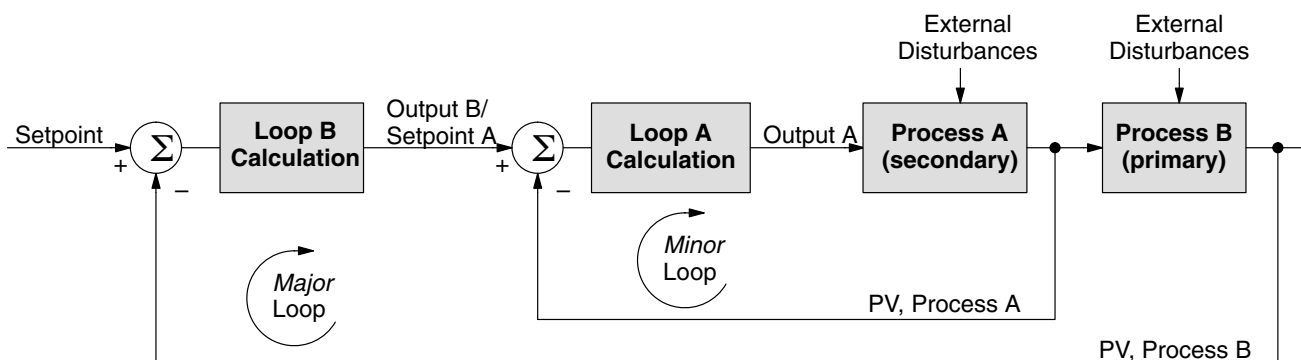 External
Disturbances
External
Disturbances
Setpoint
+
Σ
−
Loop B
Calculation
Output B/
Setpoint A
+
Σ
−
Loop A
Calculation
Output A
Process A
(secondary)
Process B
(primary)
Major
Loop
Minor
Loop
PV, Process A
PV, Process B